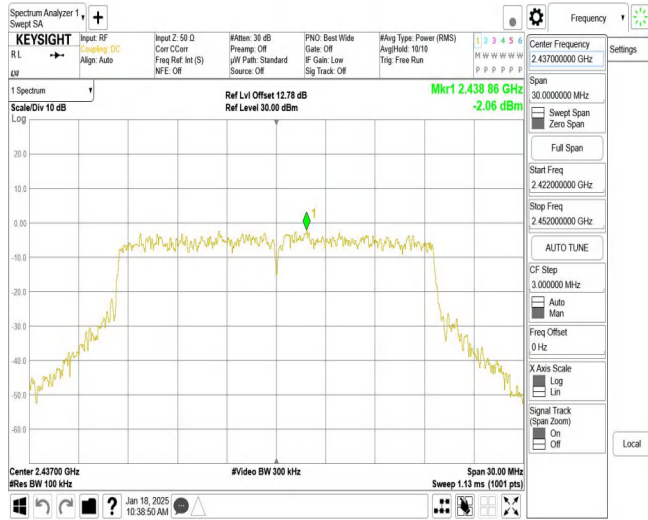 Spectrum Analyzer 1
Swept SA
+
Frequency
KEYSIGHT
R L
Input: RF
Coupling: DC
Align: Auto
Input Z: 50 Ω
Corr CCorr
Freq Ref: Int (S)
NFE: Off
#Atten: 30 dB
Preamp: Off
µW Path: Standard
Source: Off
PNO: Best Wide
Gate: Off
IF Gain: Low
Sig Track: Off
#Avg Type: Power (RMS)
Avg|Hold: 10/10
Trig: Free Run
1 2 3 4 5 6
M W W W W W
P P P P P P
1 Spectrum
Scale/Div 10 dB
Log
Ref Lvl Offset 12.78 dB
Ref Level 30.00 dBm
Mkr1 2.438 86 GHz
-2.06 dBm
20.0
10.0
0.00
-10.0
-20.0
-30.0
-40.0
-50.0
-60.0
1
Center 2.43700 GHz
#Res BW 100 kHz
#Video BW 300 kHz
Span 30.00 MHz
Sweep 1.13 ms (1001 pts)
Jan 18, 2025
10:38:50 AM
Center Frequency
2.437000000 GHz
Settings
Span
30.0000000 MHz
Swept Span
Zero Span
Full Span
Start Freq
2.422000000 GHz
Stop Freq
2.452000000 GHz
AUTO TUNE
CF Step
3.000000 MHz
Auto
Man
Freq Offset
0 Hz
X Axis Scale
Log
Lin
Signal Track
(Span Zoom)
On
Off
Local